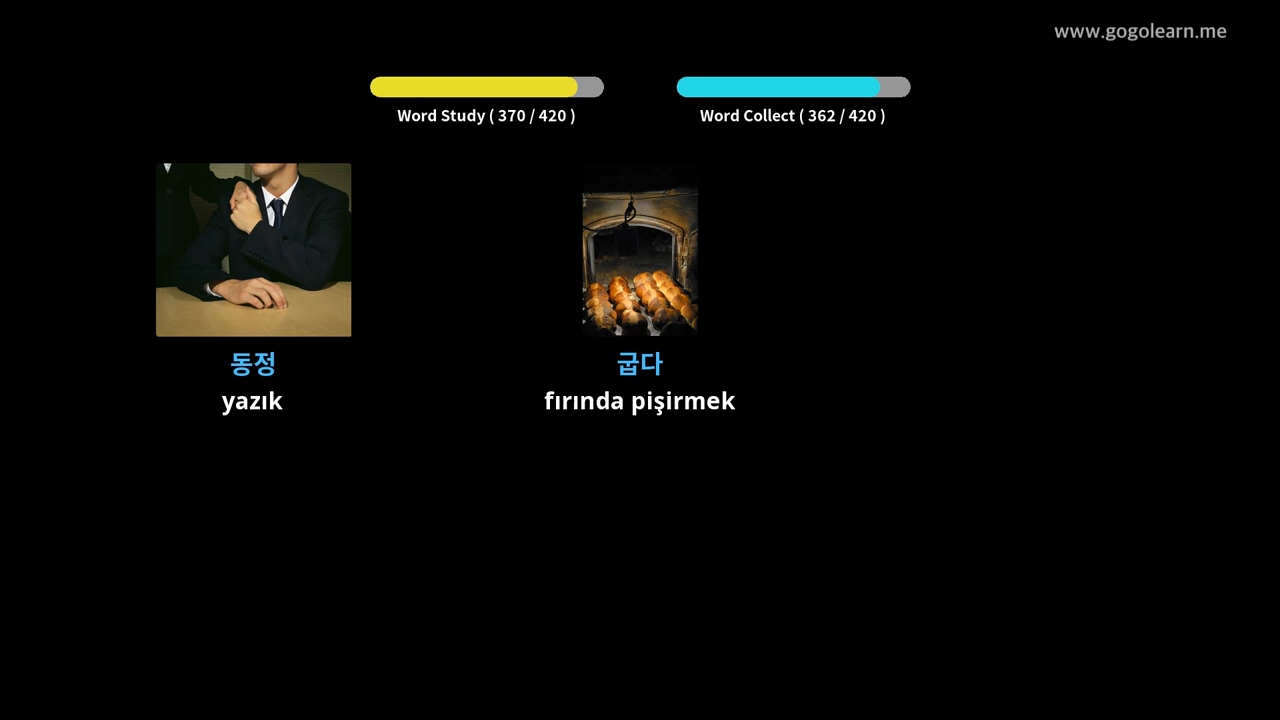 www.gogolearn.me
Word Study ( 370 / 420 )
Word Collect ( 362 / 420 )
동정
yazık
굽다
fırında pişirmek